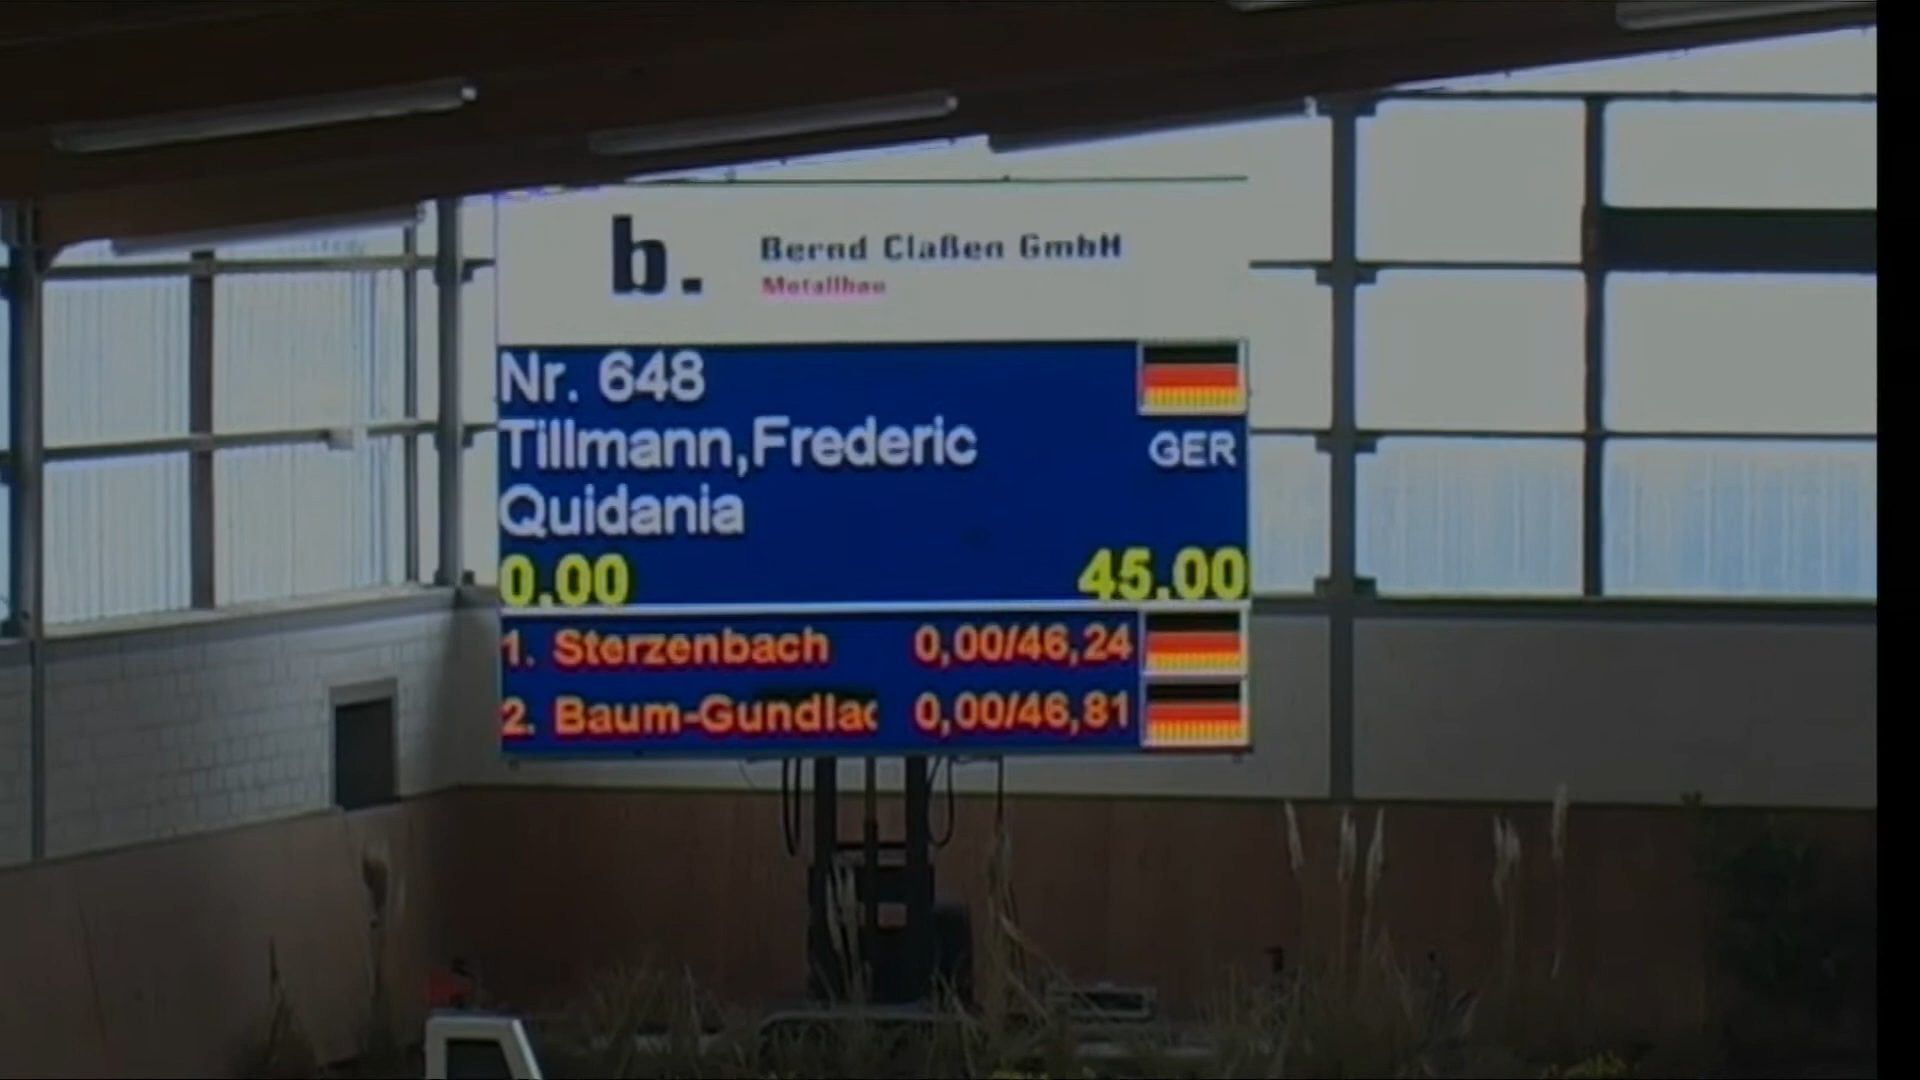 b.
Bernd Claßen GmbH
Metallbau
Nr. 648
Tillmann,Frederic GER
Quidania
0.00 45.00
1. Sterzenbach 0,00/46,24
2. Baum-Gundlac 0,00/46,81